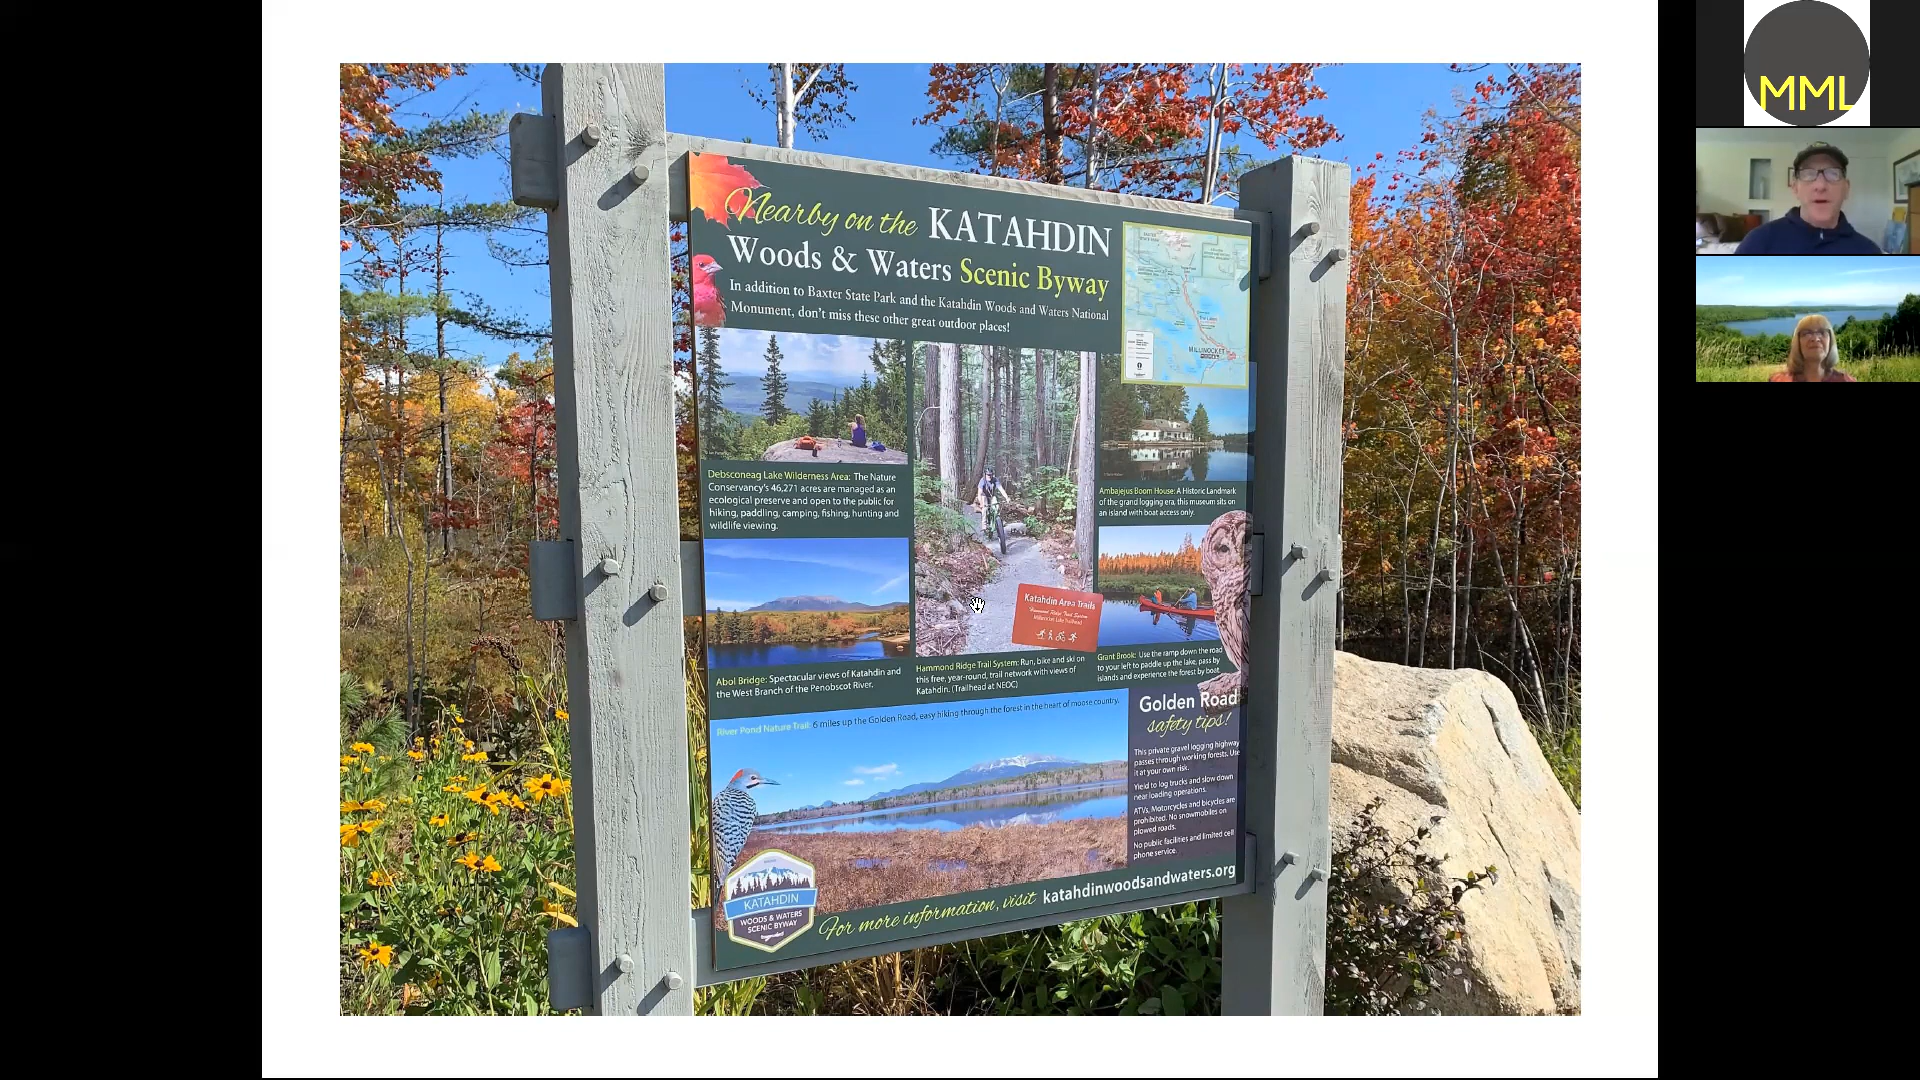 Nearby on the KATAHDIN
Woods & Waters Scenic Byway
In addition to Baxter State Park and the Katahdin Woods and Waters National
Monument, don't miss these other great outdoor places!
MILLINOCKET
Debsconeag Lake Wilderness Area: The Nature
Conservancy's 46,271 acres are managed as an
ecological preserve and open to the public for
hiking, paddling, camping, fishing, hunting and
wildlife viewing.
Ambajejus Boom House: A Historic Landmark
of the grand logging era, this museum sits on
an island with boat access only.
Katahdin Area Trails
Hammond Ridge Trail System
Millinocket Lake Trailhead
Abol Bridge: Spectacular views of Katahdin and
the West Branch of the Penobscot River.
Hammond Ridge Trail System: Run, bike and ski on
this free, year-round, trail network with views of
Katahdin. (Trailhead at NEOC)
Grant Brook: Use the ramp down the road
to your left to paddle up the lake, pass by
islands and experience the forest by boat.
River Pond Nature Trail: 6 miles up the Golden Road, easy hiking through the forest in the heart of moose country.
Golden Road
safety tips!
This private gravel logging highway
passes through working forests. Use
it at your own risk.
Yield to log trucks and slow down
near loading operations.
ATVs, Motorcycles and bicycles are
prohibited. No snowmobiles on
plowed roads.
No public facilities and limited cell
phone service.
KATAHDIN
WOODS & WATERS
SCENIC BYWAY
For more information, visit katahdinwoodsandwaters.org
MML